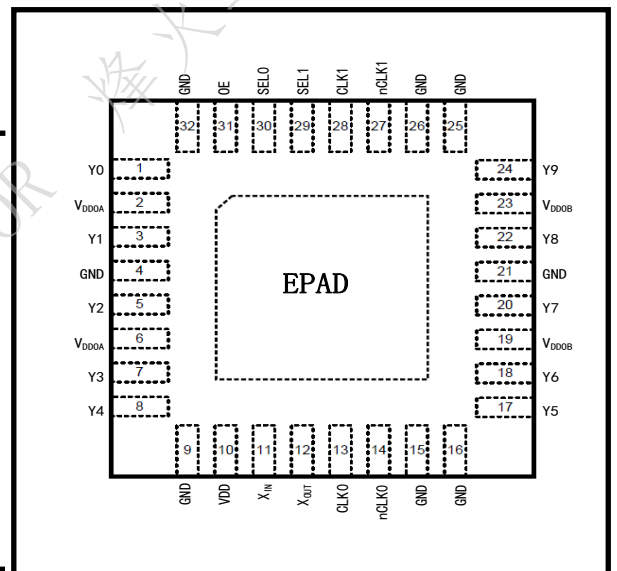 烽火
OR
GND OE SEL0 SEL1 CLK1 nCLK1 GND GND
32 31 30 29 28 27 26 25
Y0 1 24 Y9
VDDOA 2 23 VDDOB
Y1 3 22 Y8
GND 4 21 GND
EPAD
Y2 5 20 Y7
VDDOA 6 19 VDDOB
Y3 7 18 Y6
Y4 8 17 Y5
9 10 11 12 13 14 15 16
GND VDD XIN XOUT CLK0 nCLK0 GND GND